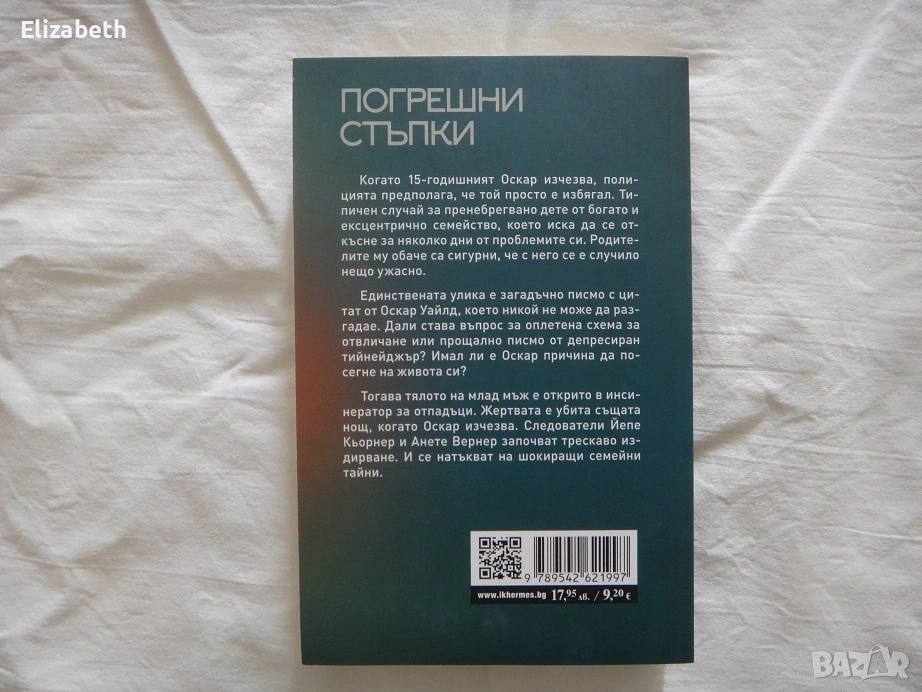 Elizabeth
ПОГРЕШНИ
СТЪПКИ
Когато 15-годишният Оскар изчезва, поли-
цията предполага, че той просто е избягал. Ти-
пичен случай за пренебрегвано дете от богато и
ексцентрично семейство, което иска да се от-
къс­не за няколко дни от проблемите си. Родите-
лите му обаче са сигурни, че с него се е случило
нещо ужасно.
Единствената улика е загадъчно писмо с ци-
тат от Оскар Уайлд, което никой не може да раз-
гадае. Дали става въпрос за оплетена схема за
отвличане или прощално писмо от депресиран
тийнейджър? Имал ли е Оскар причина да по-
сегне на живота си?
Тогава тялото на млад мъж е открито в инси-
нератор за отпадъци. Жертвата е убита същата
нощ, когато Оскар изчезва. Следователи Йепе
Кьорнер и Анете Вернер започват трескаво из-
дирване. И се натъкват на шокиращи семейни
тайни.
9 789542 621997
www.ikhermes.bg 17,95 лв. / 9,20 €
BAZAR